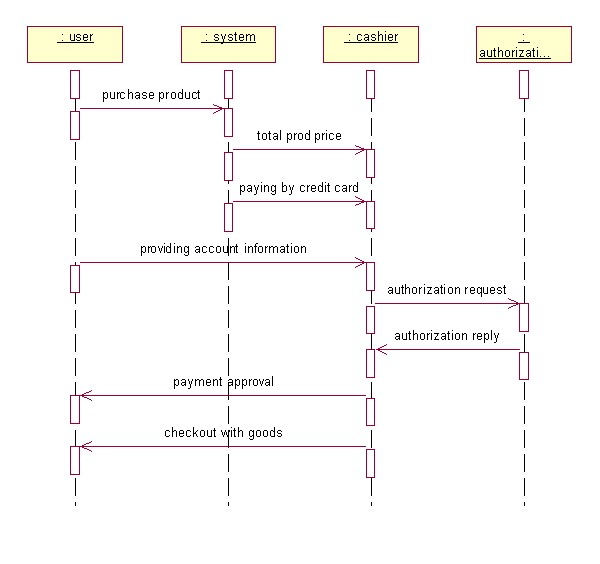 : user
: system
: cashier
:
authorizati...
purchase product
total prod price
paying by credit card
providing account information
authorization request
authorization reply
payment approval
checkout with goods